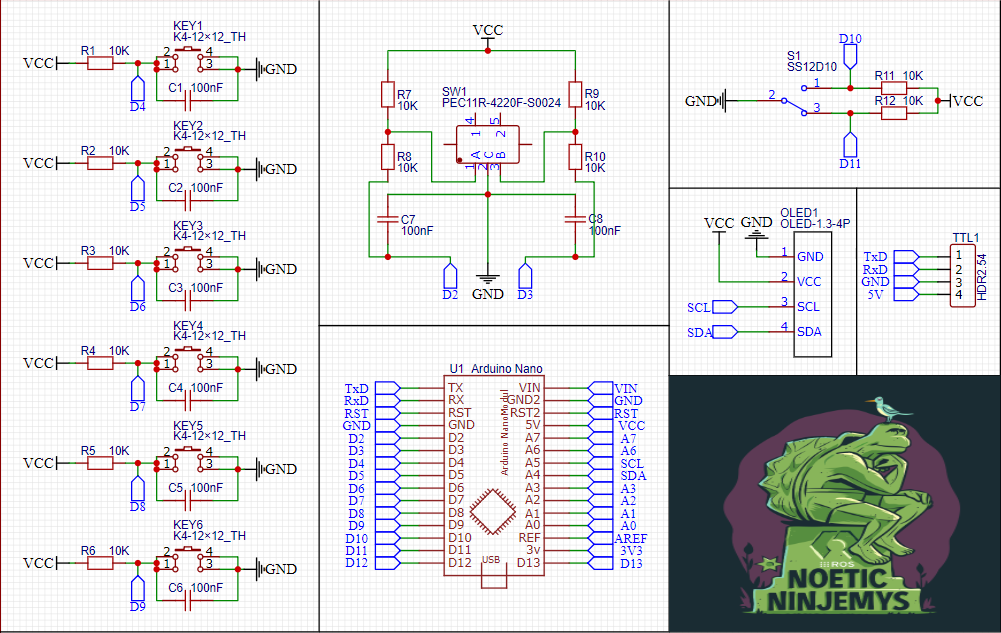 KEY1
K4-12×12_TH
R1 10K
VCC
2 4
1 3
GND
C1 100nF
D4
KEY2
K4-12×12_TH
R2 10K
VCC
2 4
1 3
GND
C2 100nF
D5
KEY3
K4-12×12_TH
R3 10K
VCC
2 4
1 3
GND
C3 100nF
D6
KEY4
K4-12×12_TH
R4 10K
VCC
2 4
1 3
GND
C4 100nF
D7
KEY5
K4-12×12_TH
R5 10K
VCC
2 4
1 3
GND
C5 100nF
D8
KEY6
K4-12×12_TH
R6 10K
VCC
2 4
1 3
GND
C6 100nF
D9
VCC
R7
10K
SW1
PEC11R-4220F-S0024
R9
10K
4 5
1 2
A C B
1 2 3
R8
10K
R10
10K
C7
100nF
C8
100nF
D2
GND
D3
D10
S1
SS12D10
R11 10K
R12 10K
GND
2
1
3
VCC
D11
VCC GND
OLED1
OLED-1.3-4P
1 GND
2 VCC
SCL 3 SCL
SDA 4 SDA
TTL1
TxD 1
RxD 2
GND 3
5V 4
HDR2.54
U1 Arduino Nano
TxD TX VIN VIN
RxD RX GND2 GND
RST RST RST2 RST
GND GND 5V VCC
D2 D2 A7 A7
D3 D3 A6 A6
D4 D4 A5 SCL
D5 D5 A4 SDA
D6 D6 A3 A3
D7 D7 A2 A2
D8 D8 A1 A1
D9 D9 A0 A0
D10 D10 REF AREF
D11 D11 3v 3V3
D12 D12 D13 D13
Arduino NanoModul
USB
ROS
NOETIC
NINJEMYS